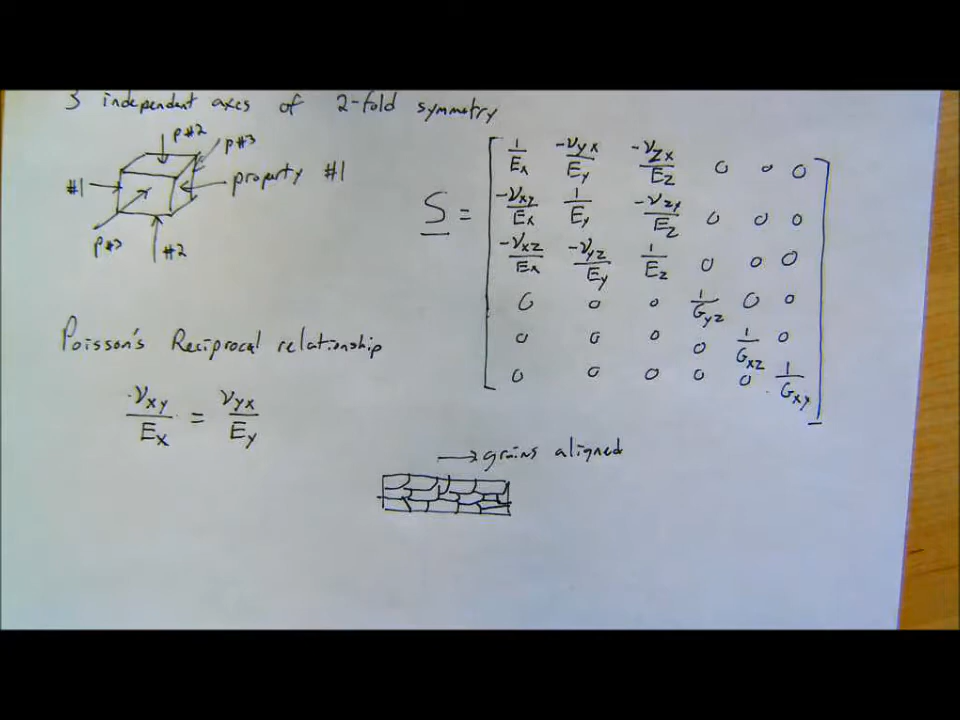 3 independent axes of 2-fold symmetry
P#2
P#3
#1
property #1
P#3
#2
S =
1/Ex -νyx/Ey -νzx/Ez 0 0 0
-νxy/Ex 1/Ey -νzy/Ez 0 0 0
-νxz/Ex -νyz/Ey 1/Ez 0 0 0
0 0 0 1/Gyz 0 0
0 0 0 0 1/Gxz 0
0 0 0 0 0 1/Gxy
Poisson's Reciprocal relationship
νxy/Ex = νyx/Ey
→ grains aligned